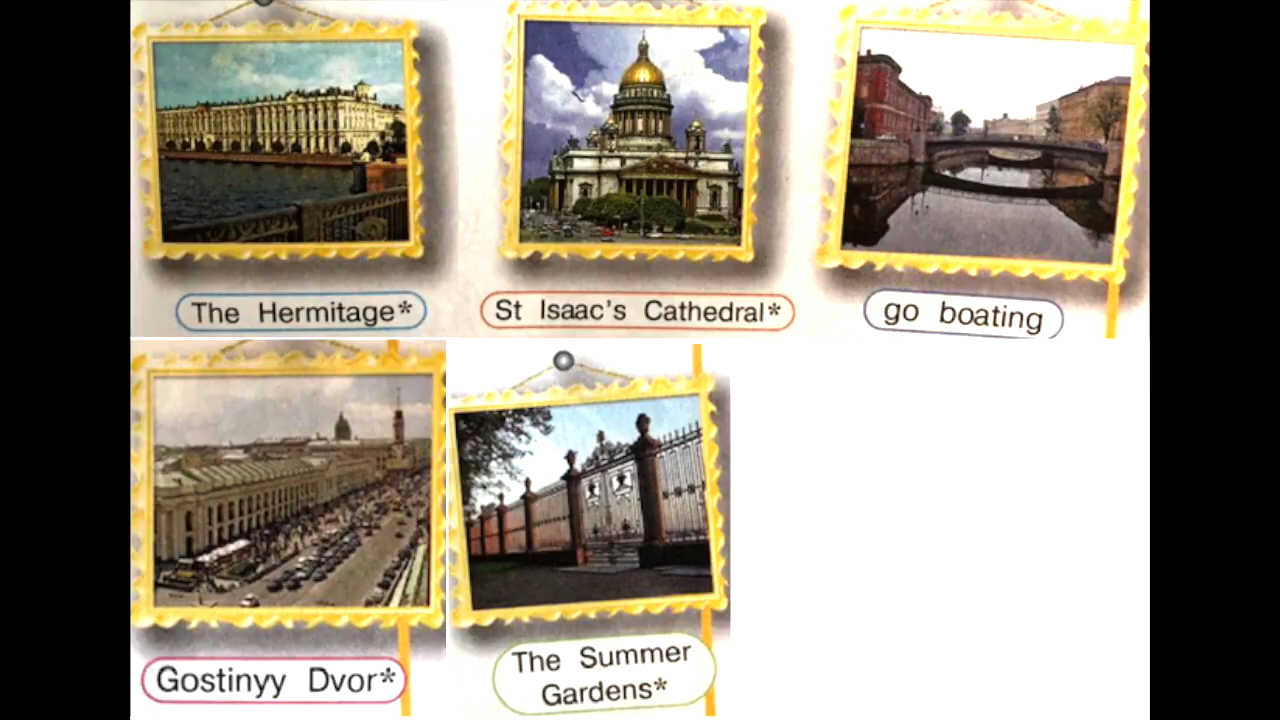 The Hermitage*
St Isaac's Cathedral*
go boating
Gostinyy Dvor*
The Summer
Gardens*